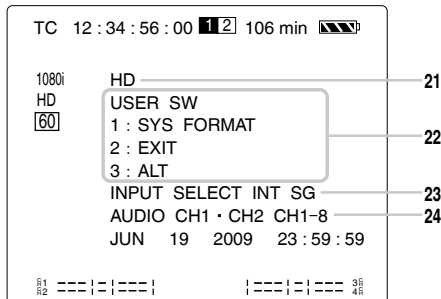 TC 12 : 34 : 56 : 00 1 2 106 min
1080i HD 21
HD USER SW
60 1 : SYS FORMAT 22
2 : EXIT
3 : ALT
INPUT SELECT INT SG 23
AUDIO CH1 · CH2 CH1-8 24
JUN 19 2009 23 : 59 : 59